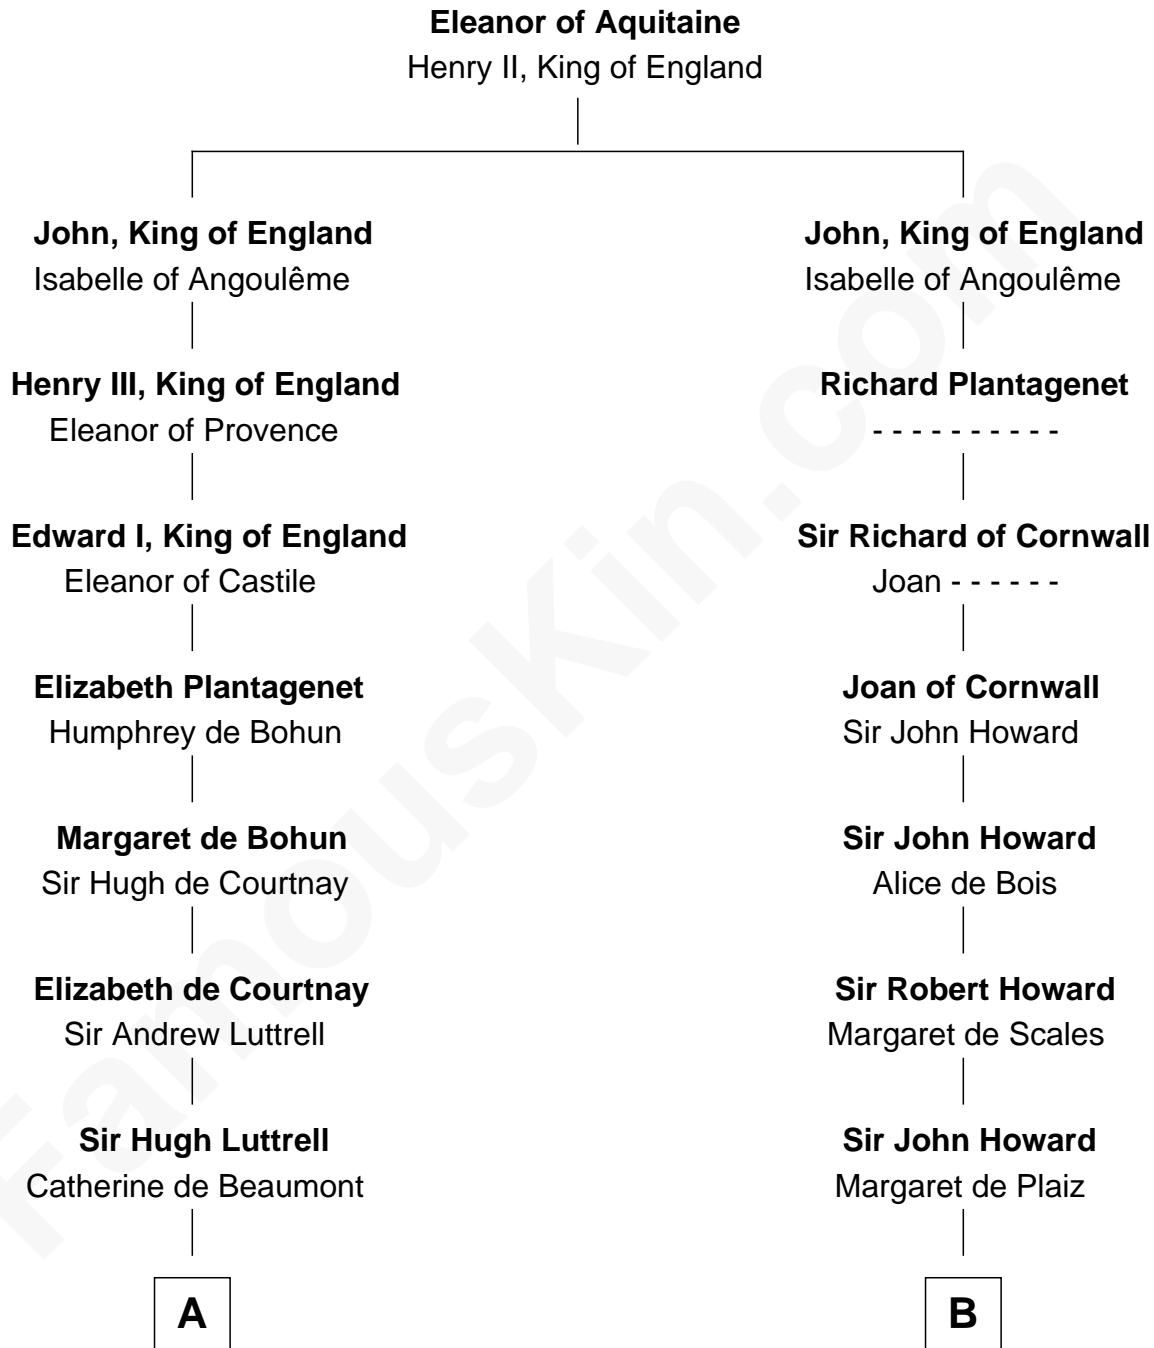 Eleanor of Aquitaine
Henry II, King of England
John, King of England
Isabelle of Angoulême
John, King of England
Isabelle of Angoulême
Henry III, King of England
Eleanor of Provence
Richard Plantagenet
- - - - - - - - - -
Edward I, King of England
Eleanor of Castile
Sir Richard of Cornwall
Joan - - - - - -
Elizabeth Plantagenet
Humphrey de Bohun
Joan of Cornwall
Sir John Howard
Margaret de Bohun
Sir Hugh de Courtnay
Sir John Howard
Alice de Bois
Elizabeth de Courtnay
Sir Andrew Luttrell
Sir Robert Howard
Margaret de Scales
Sir Hugh Luttrell
Catherine de Beaumont
Sir John Howard
Margaret de Plaiz
A
B
FamousKin.com